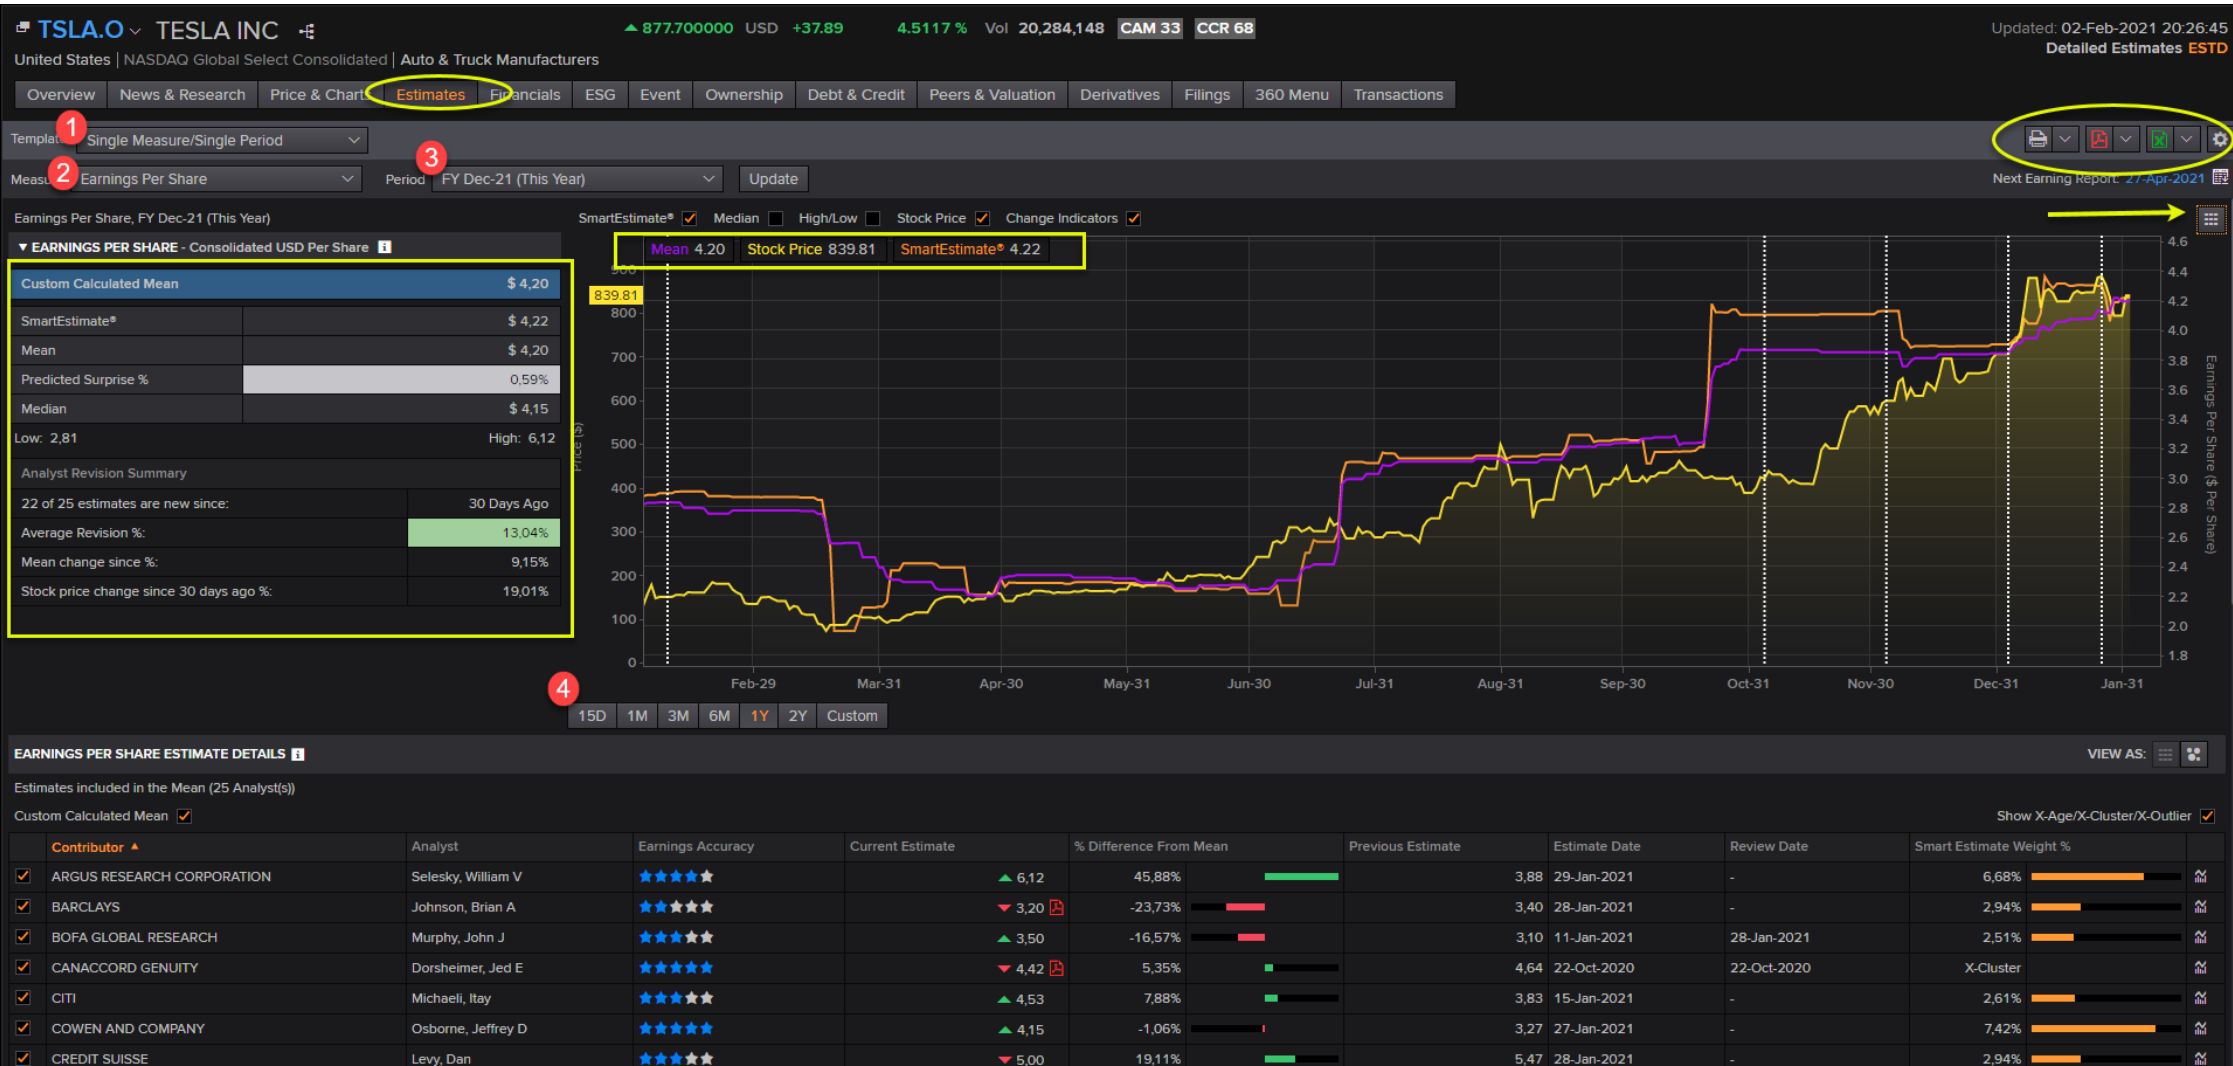 TSLA.O TESLA INC 877.700000 USD +37.89 4.5117 % Vol 20,284,148 CAM 33 CCR 68 Updated: 02-Feb-2021 20:26:45
United States | NASDAQ Global Select Consolidated | Auto & Truck Manufacturers Detailed Estimates ESTD
Overview News & Research Price & Charts Estimates Financials ESG Event Ownership Debt & Credit Peers & Valuation Derivatives Filings 360 Menu Transactions
1 Single Measure/Single Period
2 Earnings Per Share 3 Period FY Dec-21 (This Year) Update Next Earning Report: 27-Apr-2021
Earnings Per Share, FY Dec-21 (This Year)
EARNINGS PER SHARE - Consolidated USD Per Share
Custom Calculated Mean $ 4,20
SmartEstimate® $ 4,22
Mean $ 4,20
Predicted Surprise % 0,59%
Median $ 4,15
Low: 2,81 High: 6,12
Analyst Revision Summary
22 of 25 estimates are new since: 30 Days Ago
Average Revision %: 13,04%
Mean change since %: 9,15%
Stock price change since 30 days ago %: 19,01%
SmartEstimate® Median High/Low Stock Price Change Indicators
Mean 4.20 Stock Price 839.81 SmartEstimate® 4.22
900
839.81
800
700
600
500
400
300
200
100
0
Price ($)
4.6
4.4
4.2
4.0
3.8
3.6
3.4
3.2
3.0
2.8
2.6
2.4
2.2
2.0
1.8
Earnings Per Share ($ Per Share)
Feb-29 Mar-31 Apr-30 May-31 Jun-30 Jul-31 Aug-31 Sep-30 Oct-31 Nov-30 Dec-31 Jan-31
4
15D 1M 3M 6M 1Y 2Y Custom
EARNINGS PER SHARE ESTIMATE DETAILS VIEW AS:
Estimates included in the Mean (25 Analyst(s))
Custom Calculated Mean Show X-Age/X-Cluster/X-Outlier
Contributor Analyst Earnings Accuracy Current Estimate % Difference From Mean Previous Estimate Estimate Date Review Date Smart Estimate Weight %
ARGUS RESEARCH CORPORATION Selesky, William V 6,12 45,88% 3,88 29-Jan-2021 - 6,68%
BARCLAYS Johnson, Brian A 3,20 -23,73% 3,40 28-Jan-2021 - 2,94%
BOFA GLOBAL RESEARCH Murphy, John J 3,50 -16,57% 3,10 11-Jan-2021 28-Jan-2021 2,51%
CANACCORD GENUITY Dorsheimer, Jed E 4,42 5,35% 4,64 22-Oct-2020 22-Oct-2020 X-Cluster
CITI Michaeli, Itay 4,53 7,88% 3,83 15-Jan-2021 - 2,61%
COWEN AND COMPANY Osborne, Jeffrey D 4,15 -1,06% 3,27 27-Jan-2021 - 7,42%
CREDIT SUISSE Levy, Dan 5,00 19,11% 5,47 28-Jan-2021 - 2,94%